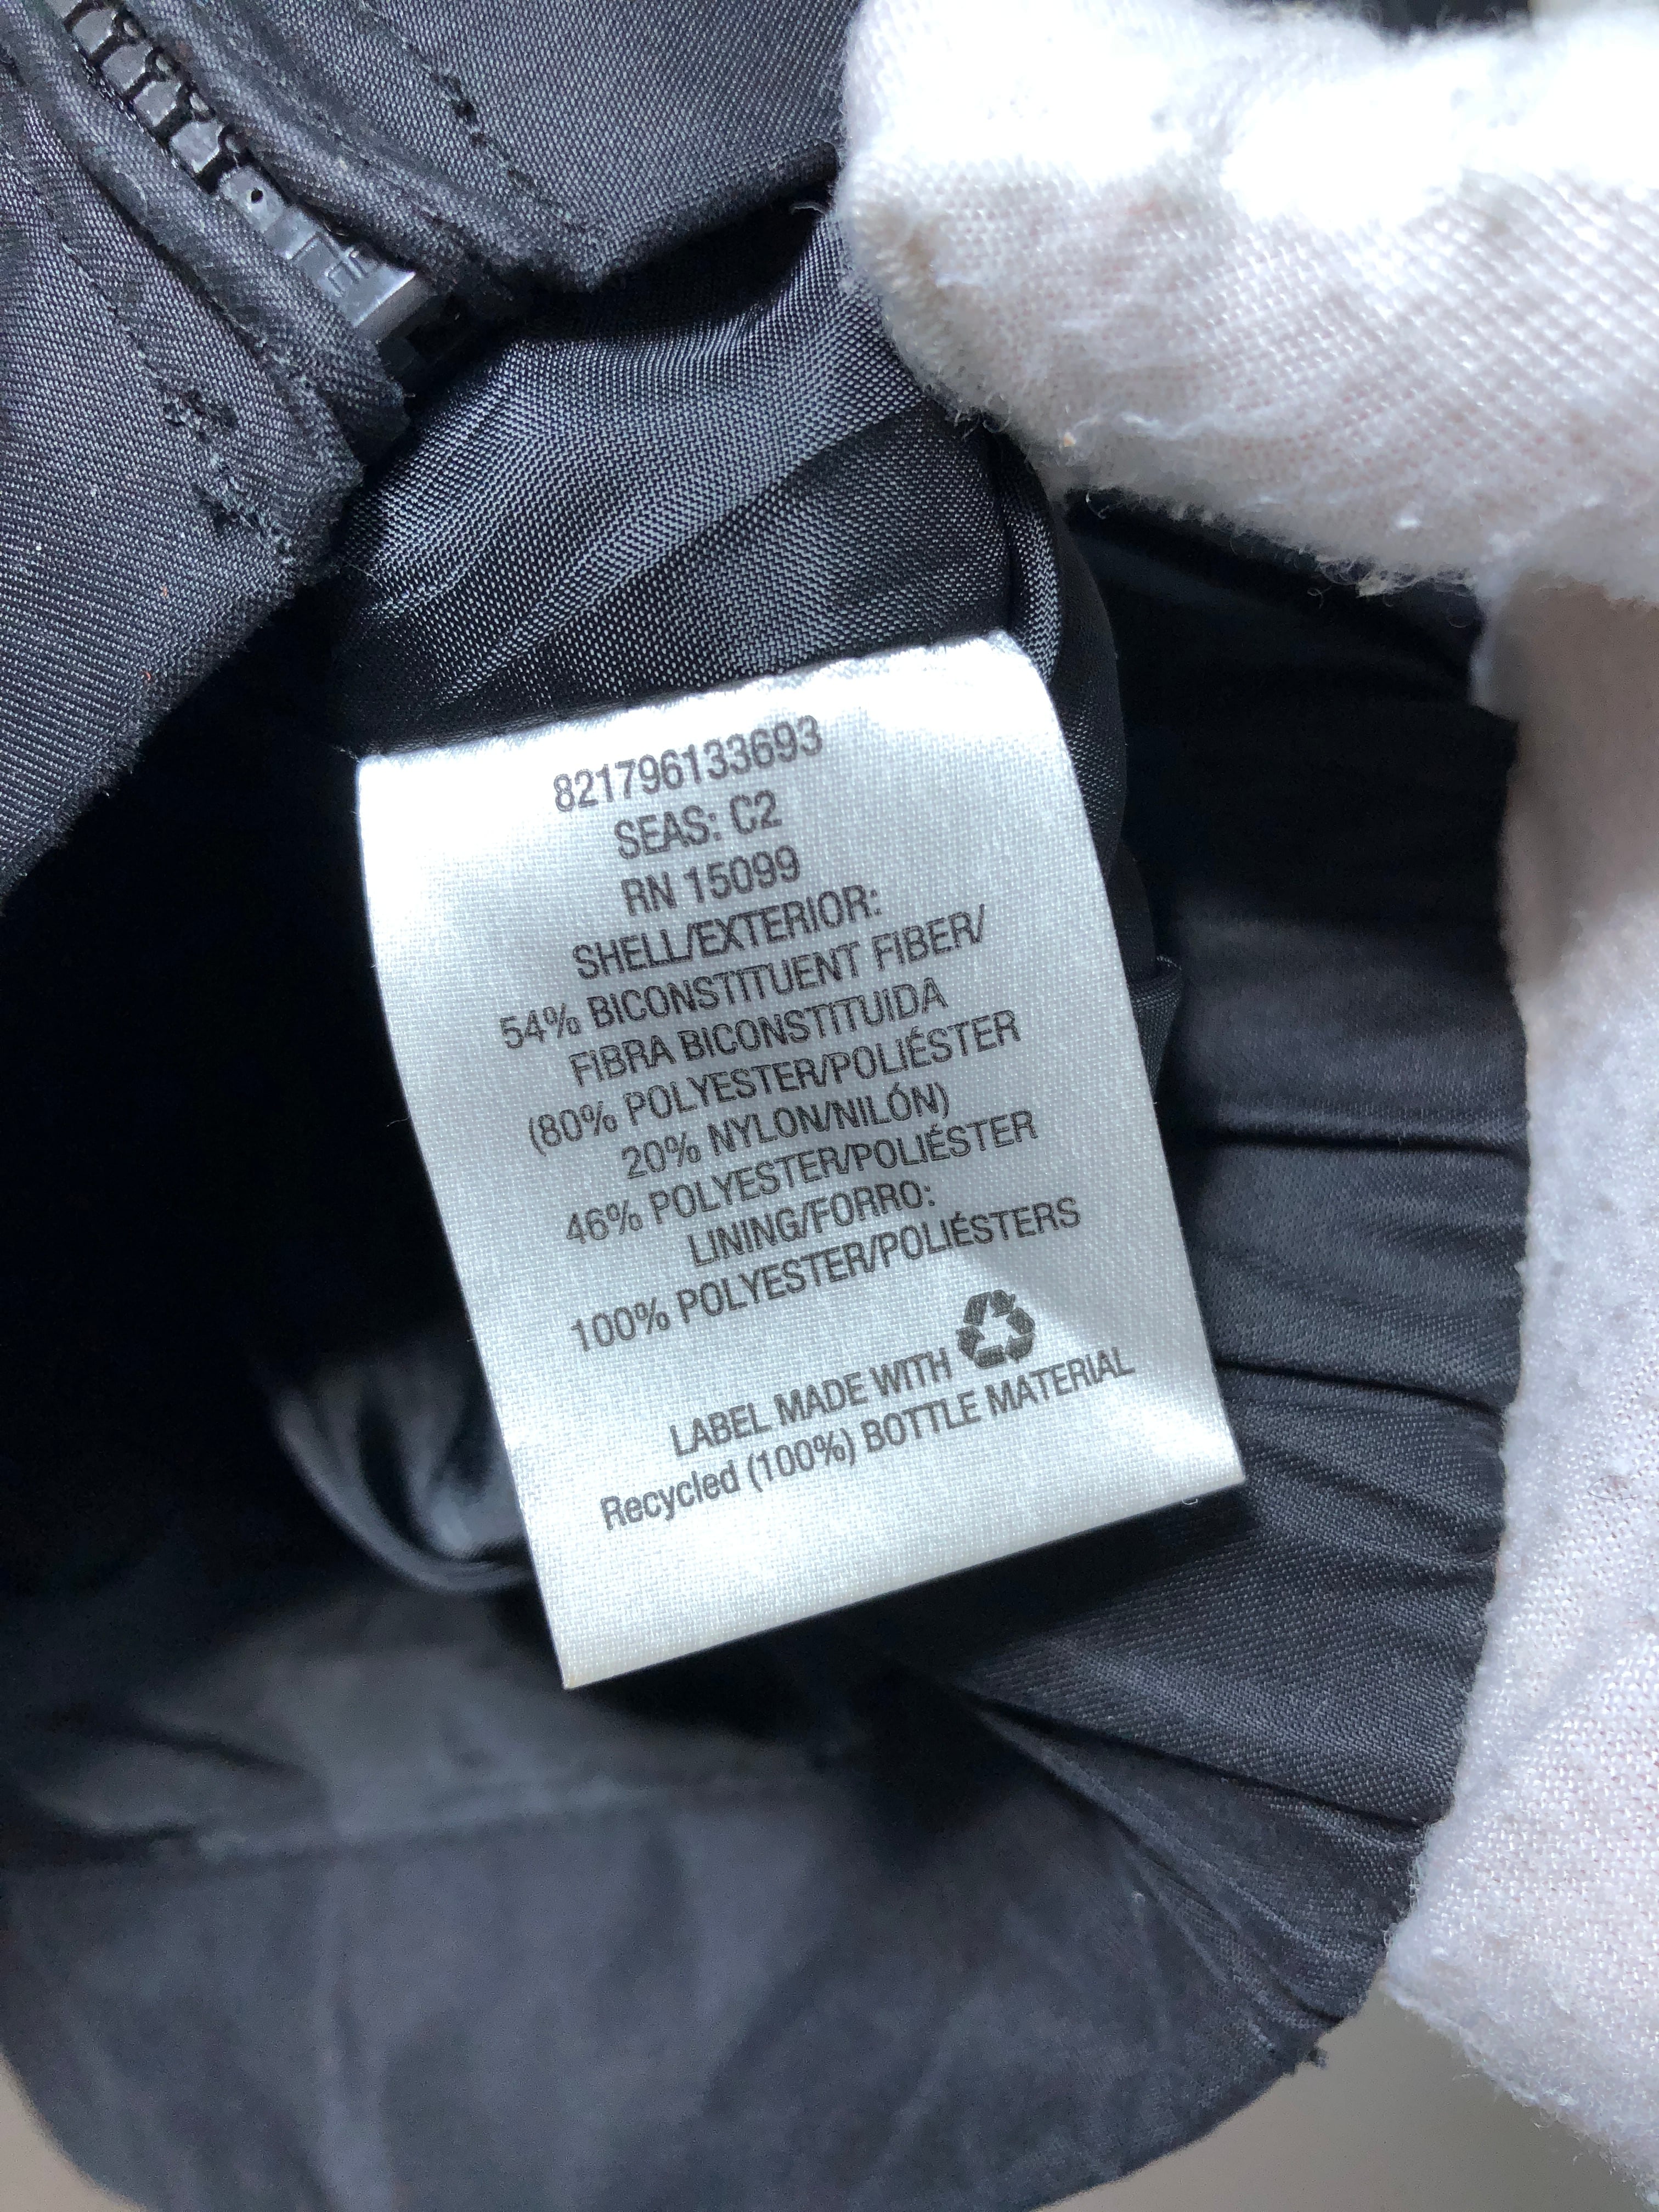 821796133693
SEAS: C2
RN 15099
SHELL/EXTERIOR:
54% BICONSTITUENT FIBER/
FIBRA BICONSTITUIDA
(80% POLYESTER/POLIÉSTER
20% NYLON/NILÓN)
46% POLYESTER/POLIÉSTER
LINING/FORRO:
100% POLYESTER/POLIÉSTERS
LABEL MADE WITH
Recycled (100%) BOTTLE MATERIAL